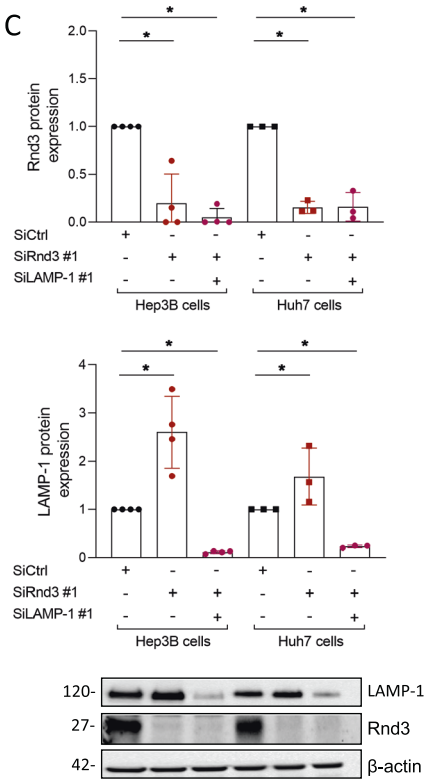 C
Rnd3 protein
expression
2.0
1.5
1.0
0.5
0.0
* *
* *
SiCtrl + - - + - -
SiRnd3 #1 - + + - + +
SiLAMP-1 #1 - - + - - +
Hep3B cells Huh7 cells
LAMP-1 protein
expression
4
3
2
1
0
* *
* *
SiCtrl + - - + - -
SiRnd3 #1 - + + - + +
SiLAMP-1 #1 - - + - - +
Hep3B cells Huh7 cells
120- LAMP-1
27- Rnd3
42- β-actin